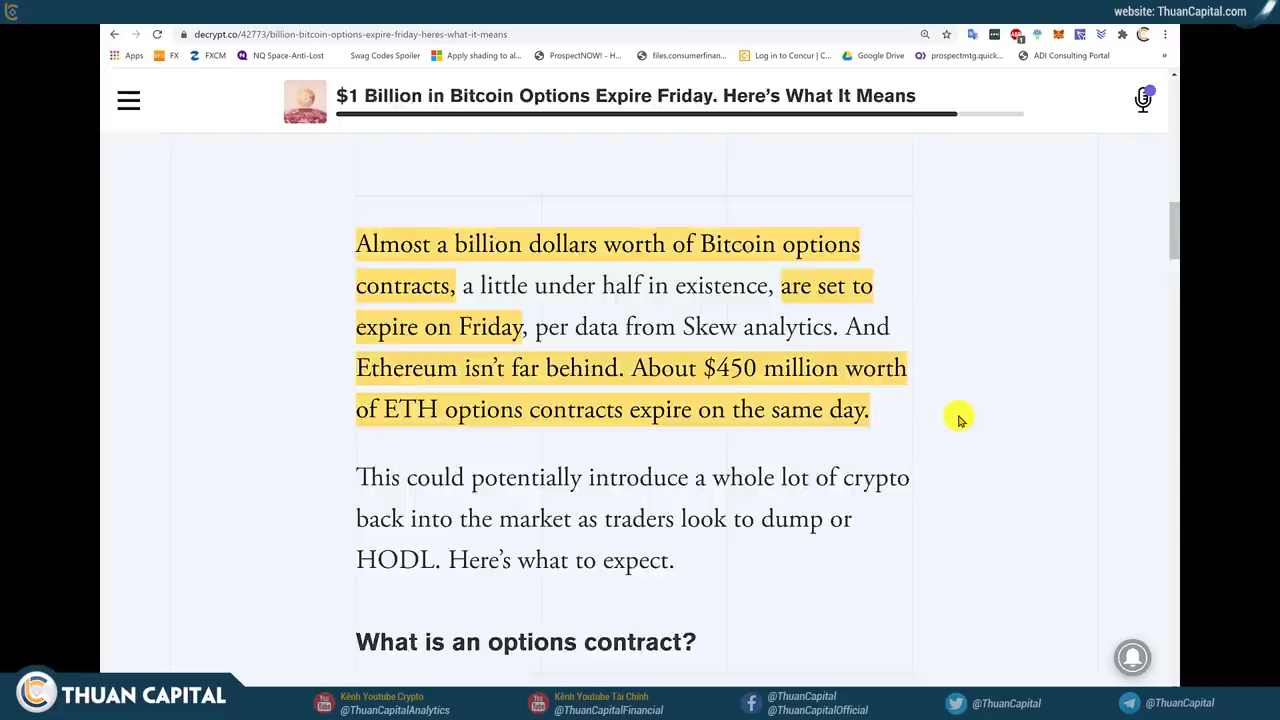 website: ThuanCapital.com
decrypt.co/42773/billion-bitcoin-options-expire-friday-heres-what-it-means
Apps FX FXCM NQ Space-Anti-Lost Swag Codes Spoiler Apply shading to al... ProspectNOW! - H... files.consumerfinan... Log in to Concur (... Google Drive prospectmtg.quick... ADI Consulting Portal »
$1 Billion in Bitcoin Options Expire Friday. Here's What It Means
Almost a billion dollars worth of Bitcoin options
contracts, a little under half in existence, are set to
expire on Friday, per data from Skew analytics. And
Ethereum isn't far behind. About $450 million worth
of ETH options contracts expire on the same day.
This could potentially introduce a whole lot of crypto
back into the market as traders look to dump or
HODL. Here's what to expect.
What is an options contract?
THUAN CAPITAL
Kênh Youtube Crypto
@ThuanCapitalAnalytics
Kênh Youtube Tài Chính
@ThuanCapitalFinancial
@ThuanCapital
@ThuanCapitalOfficial
@ThuanCapital
@ThuanCapital